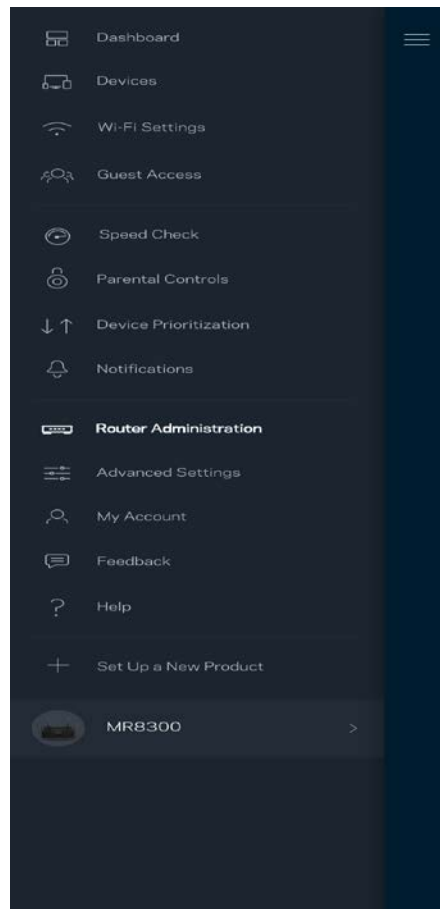 Dashboard
Devices
Wi-Fi Settings
Guest Access
Speed Check
Parental Controls
Device Prioritization
Notifications
Router Administration
Advanced Settings
My Account
Feedback
Help
Set Up a New Product
MR8300